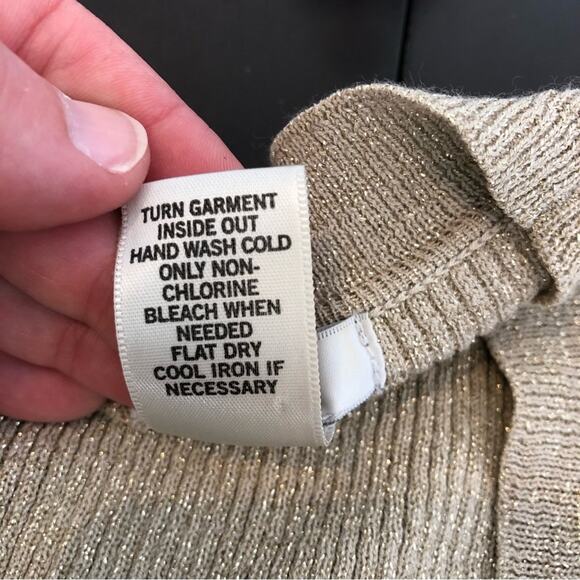 TURN GARMENT
INSIDE OUT
HAND WASH COLD
ONLY NON-
CHLORINE
BLEACH WHEN
NEEDED
FLAT DRY
COOL IRON IF
NECESSARY